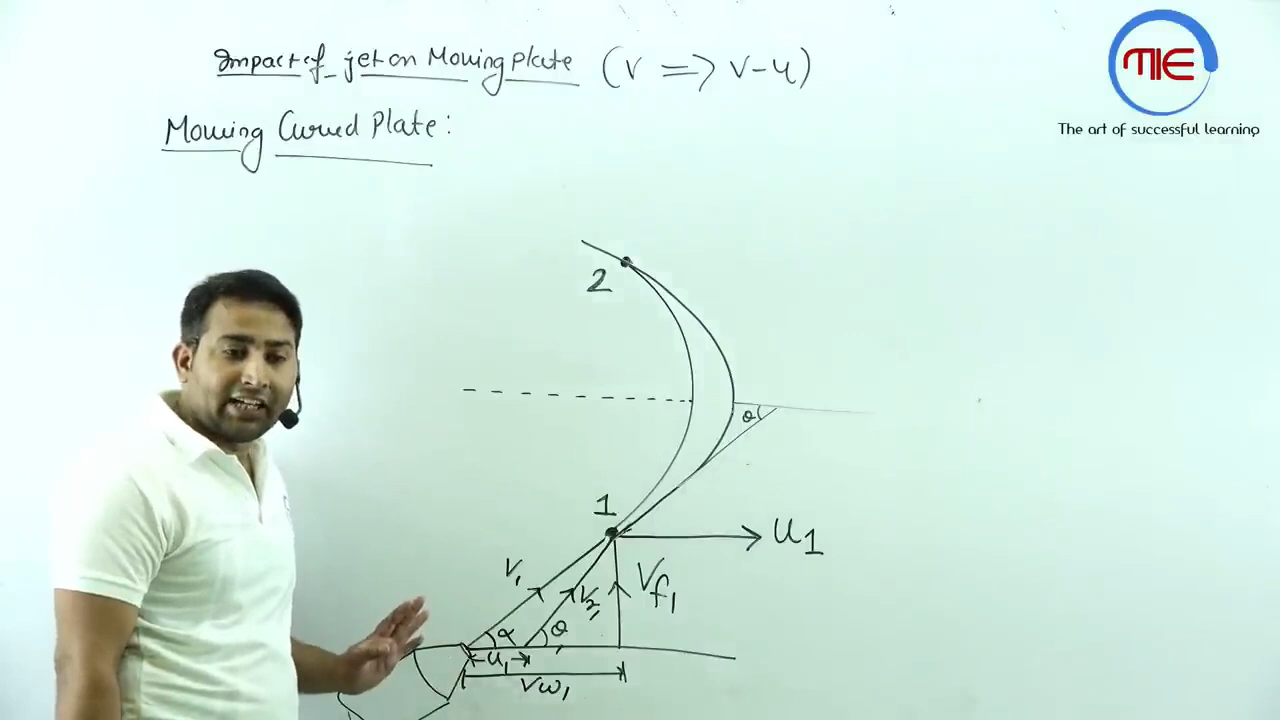 Impact of jet on Moving Plate (V => V-u)
MIE
The art of successful learning
Moving Curved Plate:
2
θ
1
u1
V1
Vr1
Vf1
α
θ
u1
Vw1